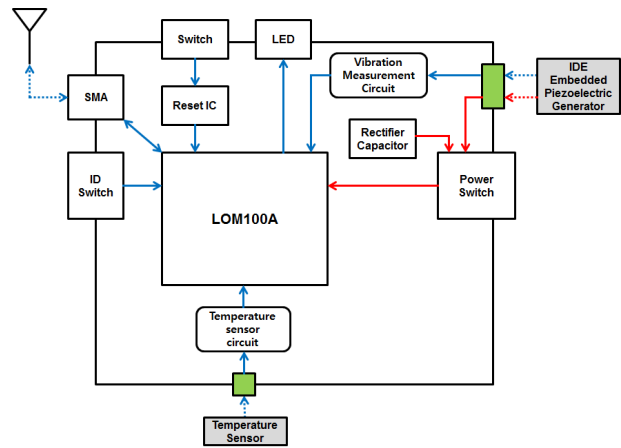 Switch
LED
Vibration
Measurement
Circuit
IDE
Embedded
Piezoelectric
Generator
SMA
Reset IC
Rectifier
Capacitor
ID
Switch
Power
Switch
LOM100A
Temperature
sensor
circuit
Temperature
Sensor